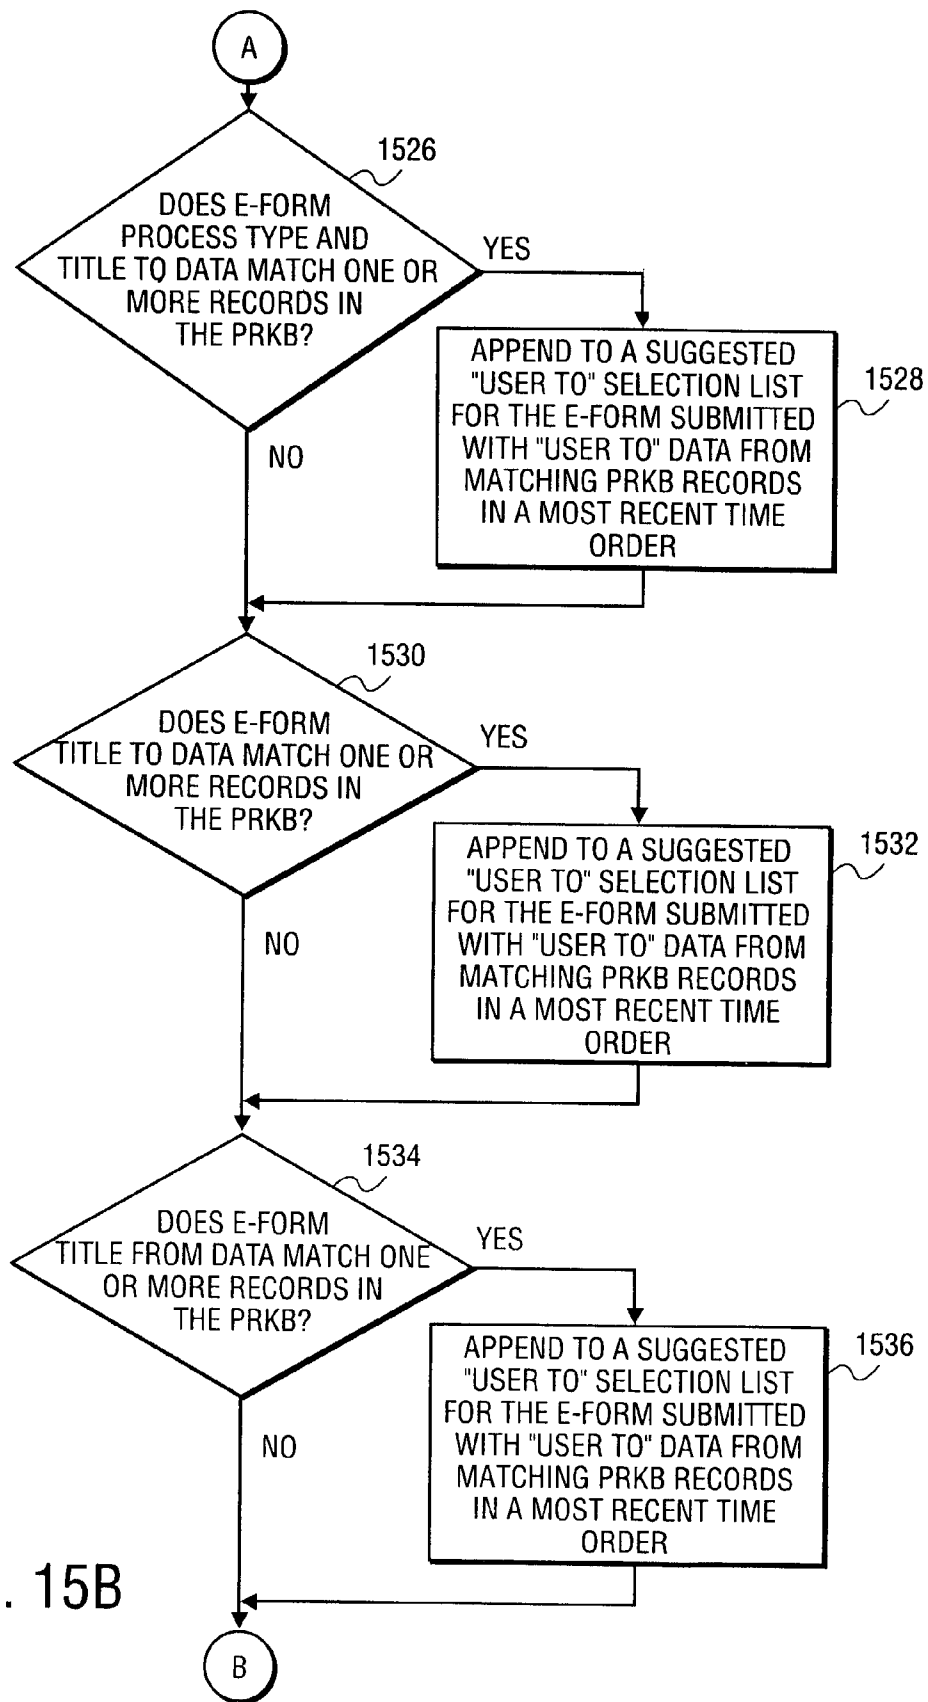 A
1526
DOES E-FORM
PROCESS TYPE AND
TITLE TO DATA MATCH ONE OR
MORE RECORDS IN
THE PRKB?
YES
NO
APPEND TO A SUGGESTED
"USER TO" SELECTION LIST
FOR THE E-FORM SUBMITTED
WITH "USER TO" DATA FROM
MATCHING PRKB RECORDS
IN A MOST RECENT TIME
ORDER
1528
1530
DOES E-FORM
TITLE TO DATA MATCH ONE OR
MORE RECORDS IN
THE PRKB?
YES
NO
APPEND TO A SUGGESTED
"USER TO" SELECTION LIST
FOR THE E-FORM SUBMITTED
WITH "USER TO" DATA FROM
MATCHING PRKB RECORDS
IN A MOST RECENT TIME
ORDER
1532
1534
DOES E-FORM
TITLE FROM DATA MATCH ONE
OR MORE RECORDS IN
THE PRKB?
YES
NO
APPEND TO A SUGGESTED
"USER TO" SELECTION LIST
FOR THE E-FORM SUBMITTED
WITH "USER TO" DATA FROM
MATCHING PRKB RECORDS
IN A MOST RECENT TIME
ORDER
1536
. 15B
B